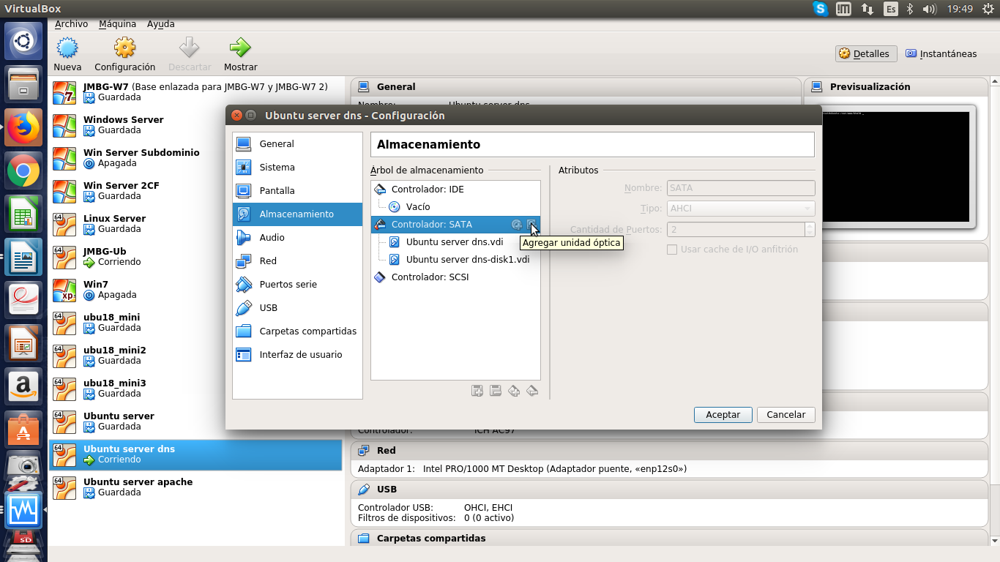 VirtualBox
Es
19:49
Archivo Máquina Ayuda
Nueva Configuración Descartar Mostrar
Detalles Instantáneas
JMBG-W7 (Base enlazada para JMBG-W7 y JMBG-W7 2)
Guardada
Windows Server
Guardada
Win Server Subdominio
Apagada
Win Server 2CF
Guardada
Linux Server
Guardada
JMBG-Ub
Corriendo
Win7
Apagada
ubu18_mini
Guardada
ubu18_mini2
Guardada
ubu18_mini3
Guardada
Ubuntu server
Guardada
Ubuntu server dns
Corriendo
Ubuntu server apache
Guardada
General
Nombre: Ubuntu server dns
Previsualización
Ubuntu server dns - Configuración
General
Sistema
Pantalla
Almacenamiento
Audio
Red
Puertos serie
USB
Carpetas compartidas
Interfaz de usuario
Almacenamiento
Árbol de almacenamiento
Controlador: IDE
Vacío
Controlador: SATA
Ubuntu server dns.vdi
Ubuntu server dns-disk1.vdi
Controlador: SCSI
Agregar unidad óptica
Atributos
Nombre: SATA
Tipo: AHCI
Cantidad de Puertos: 2
Usar cache de I/O anfitrión
Aceptar Cancelar
Controlador: ICH AC97
Red
Adaptador 1: Intel PRO/1000 MT Desktop (Adaptador puente, «enp12s0»)
USB
Controlador USB: OHCI, EHCI
Filtros de dispositivos: 0 (0 activo)
Carpetas compartidas